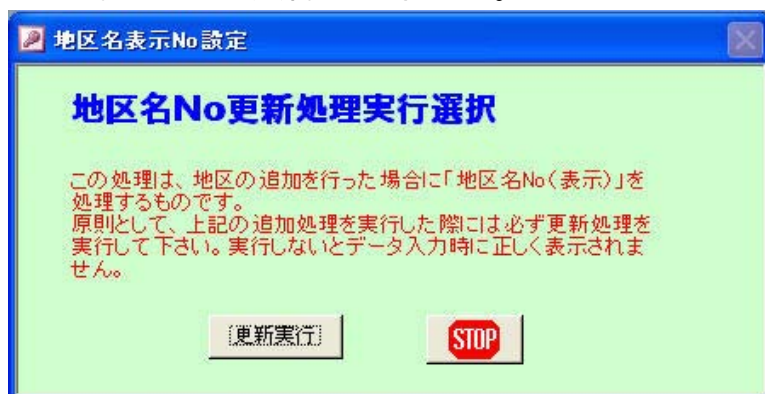 地区名表示No設定
地区名No更新処理実行選択
この処理は、地区の追加を行った場合に「地区名No(表示)」を
処理するものです。
原則として、上記の追加処理を実行した際には必ず更新処理を
実行して下さい。実行しないとデータ入力時に正しく表示されま
せん。
更新実行
STOP